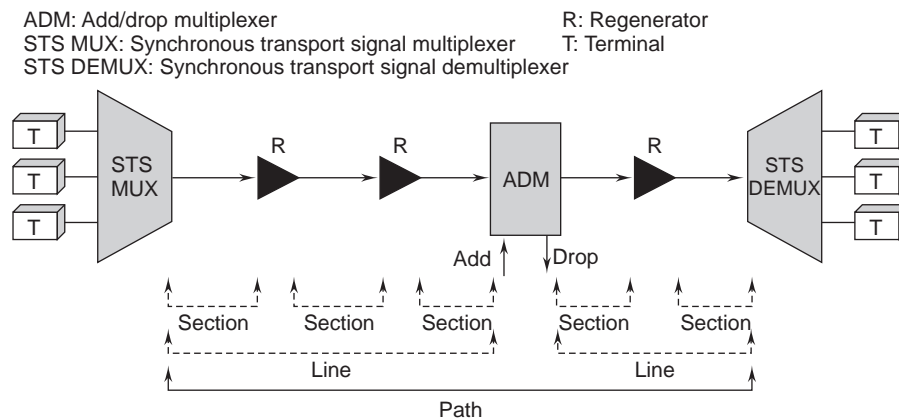 ADM: Add/drop multiplexer R: Regenerator
STS MUX: Synchronous transport signal multiplexer T: Terminal
STS DEMUX: Synchronous transport signal demultiplexer
R R R
T T
STS MUX
T ADM STS DEMUX T
T T
Add Drop
Section Section Section Section Section
Line Line
Path